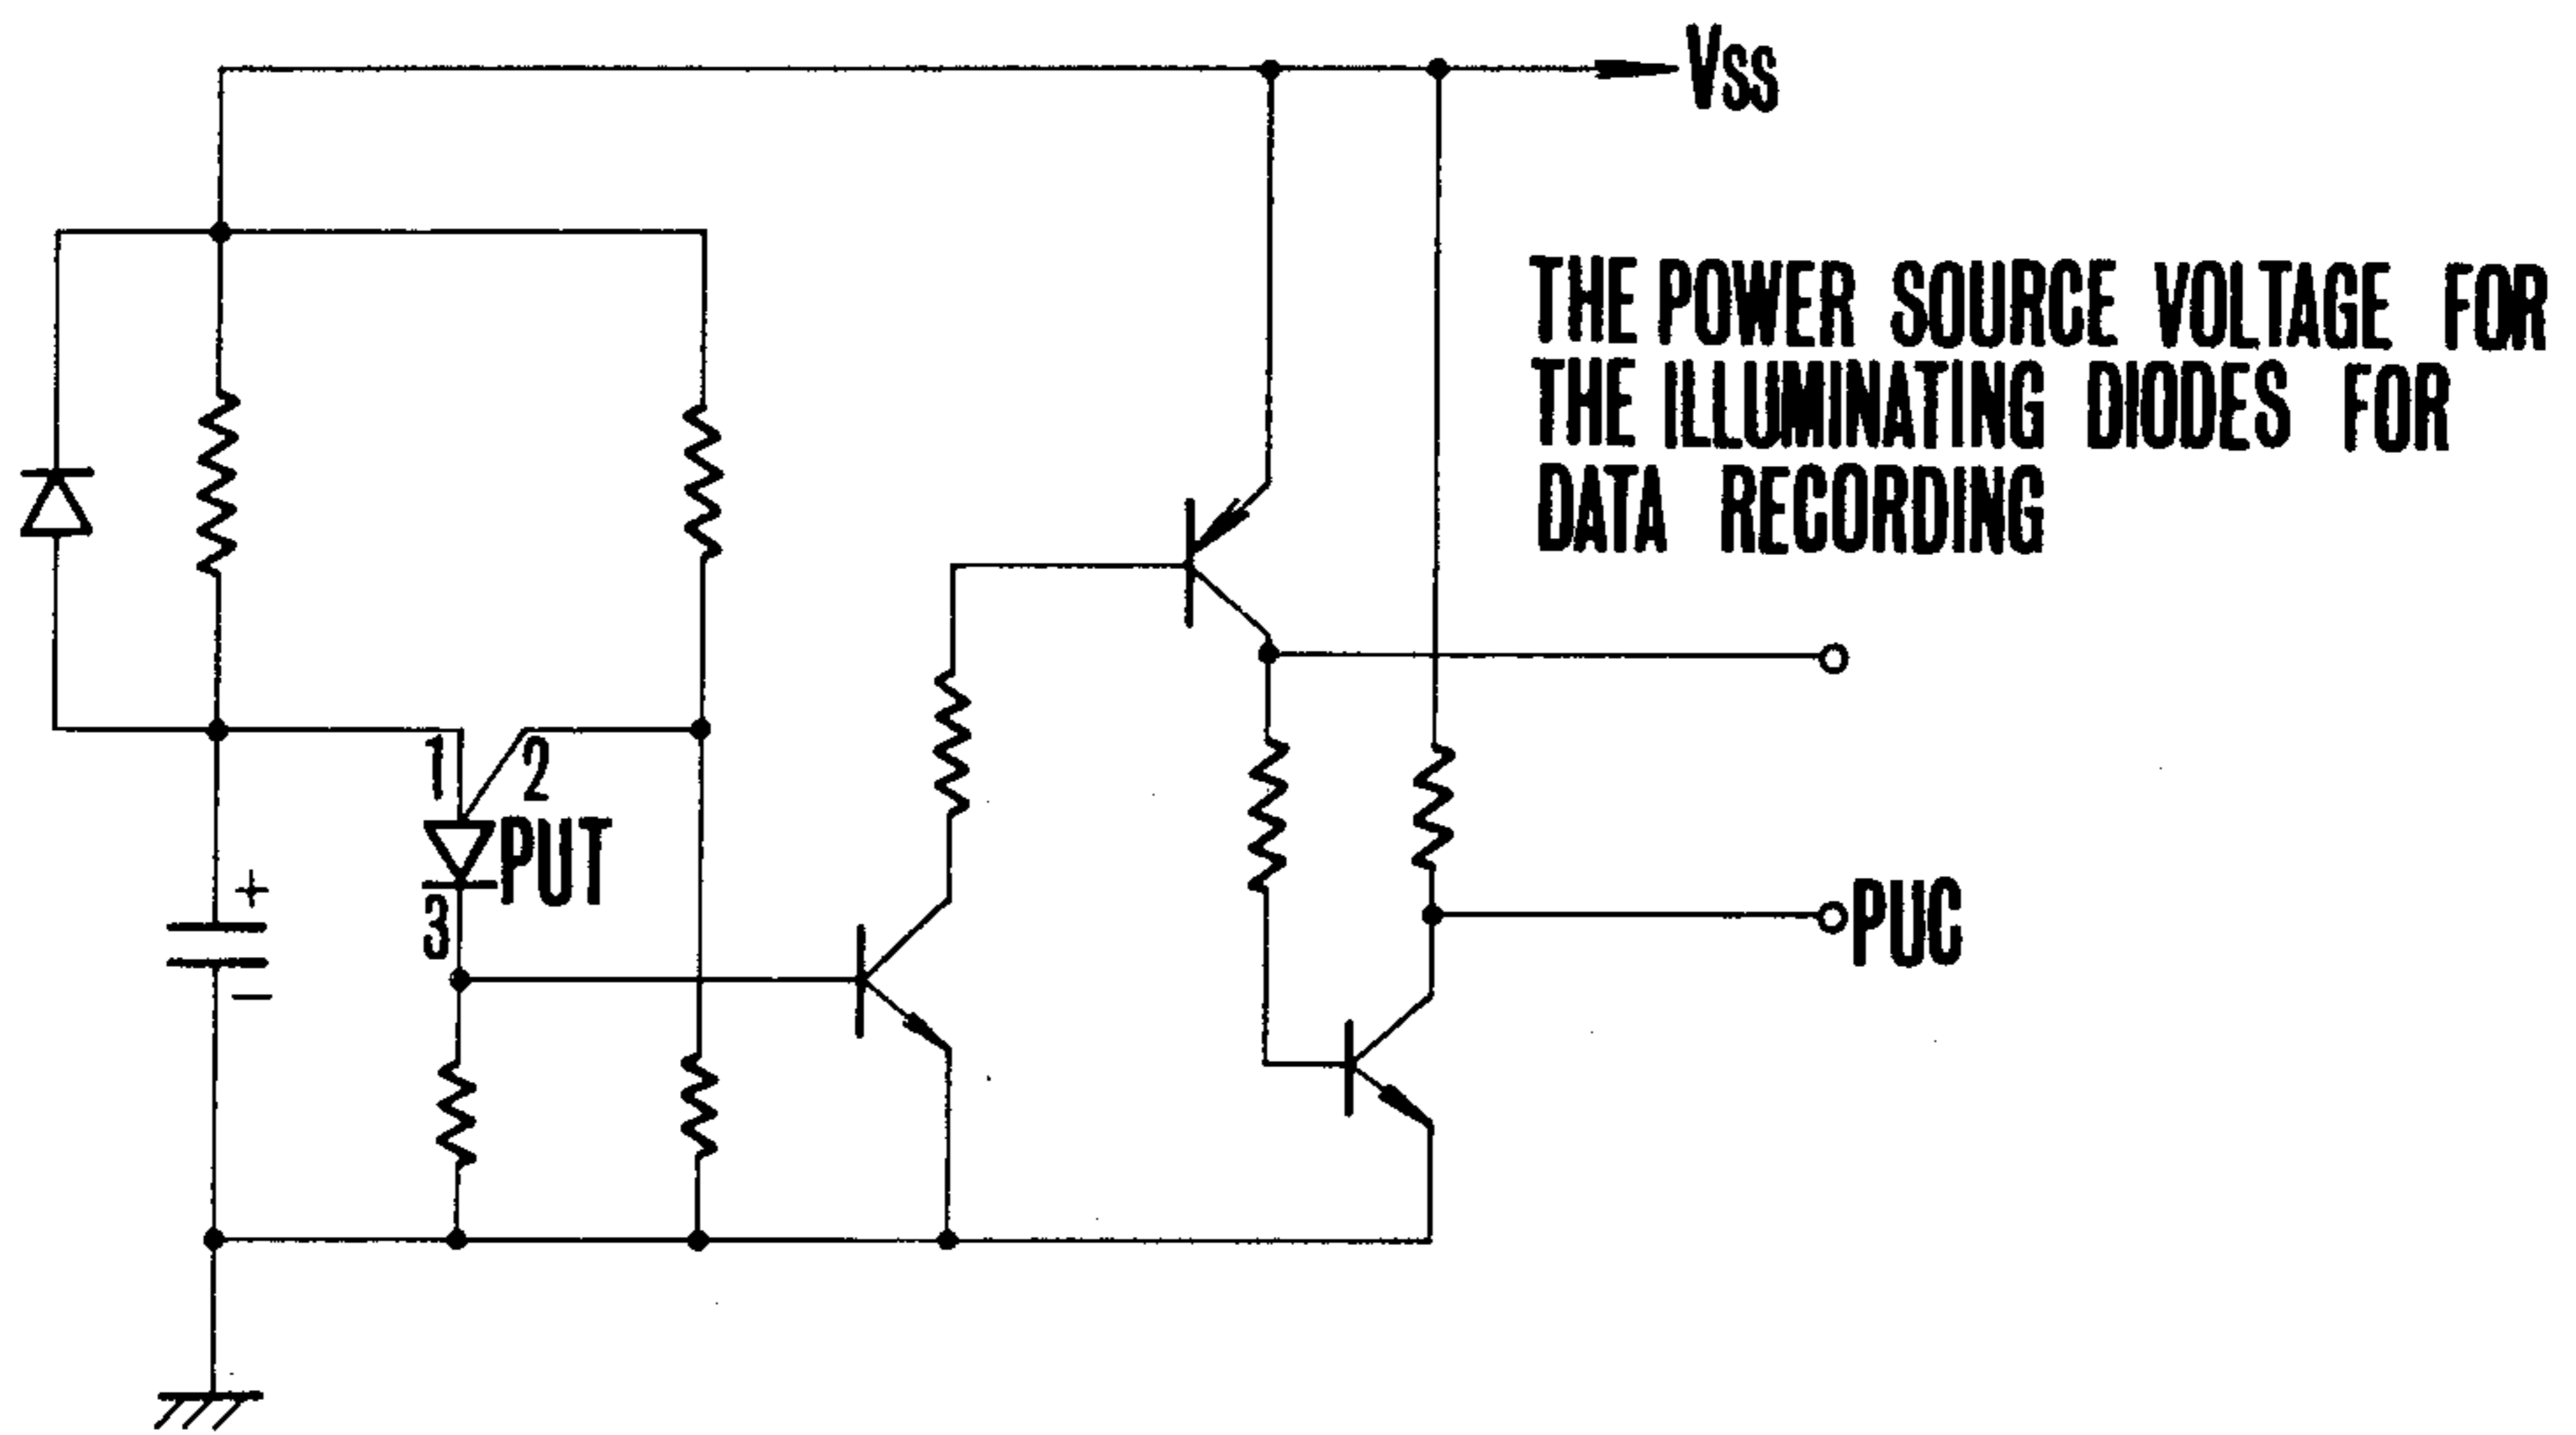 Vss
THE POWER SOURCE VOLTAGE FOR
THE ILLUMINATING DIODES FOR
DATA RECORDING
1 2
PUT
+
3
−
PUC